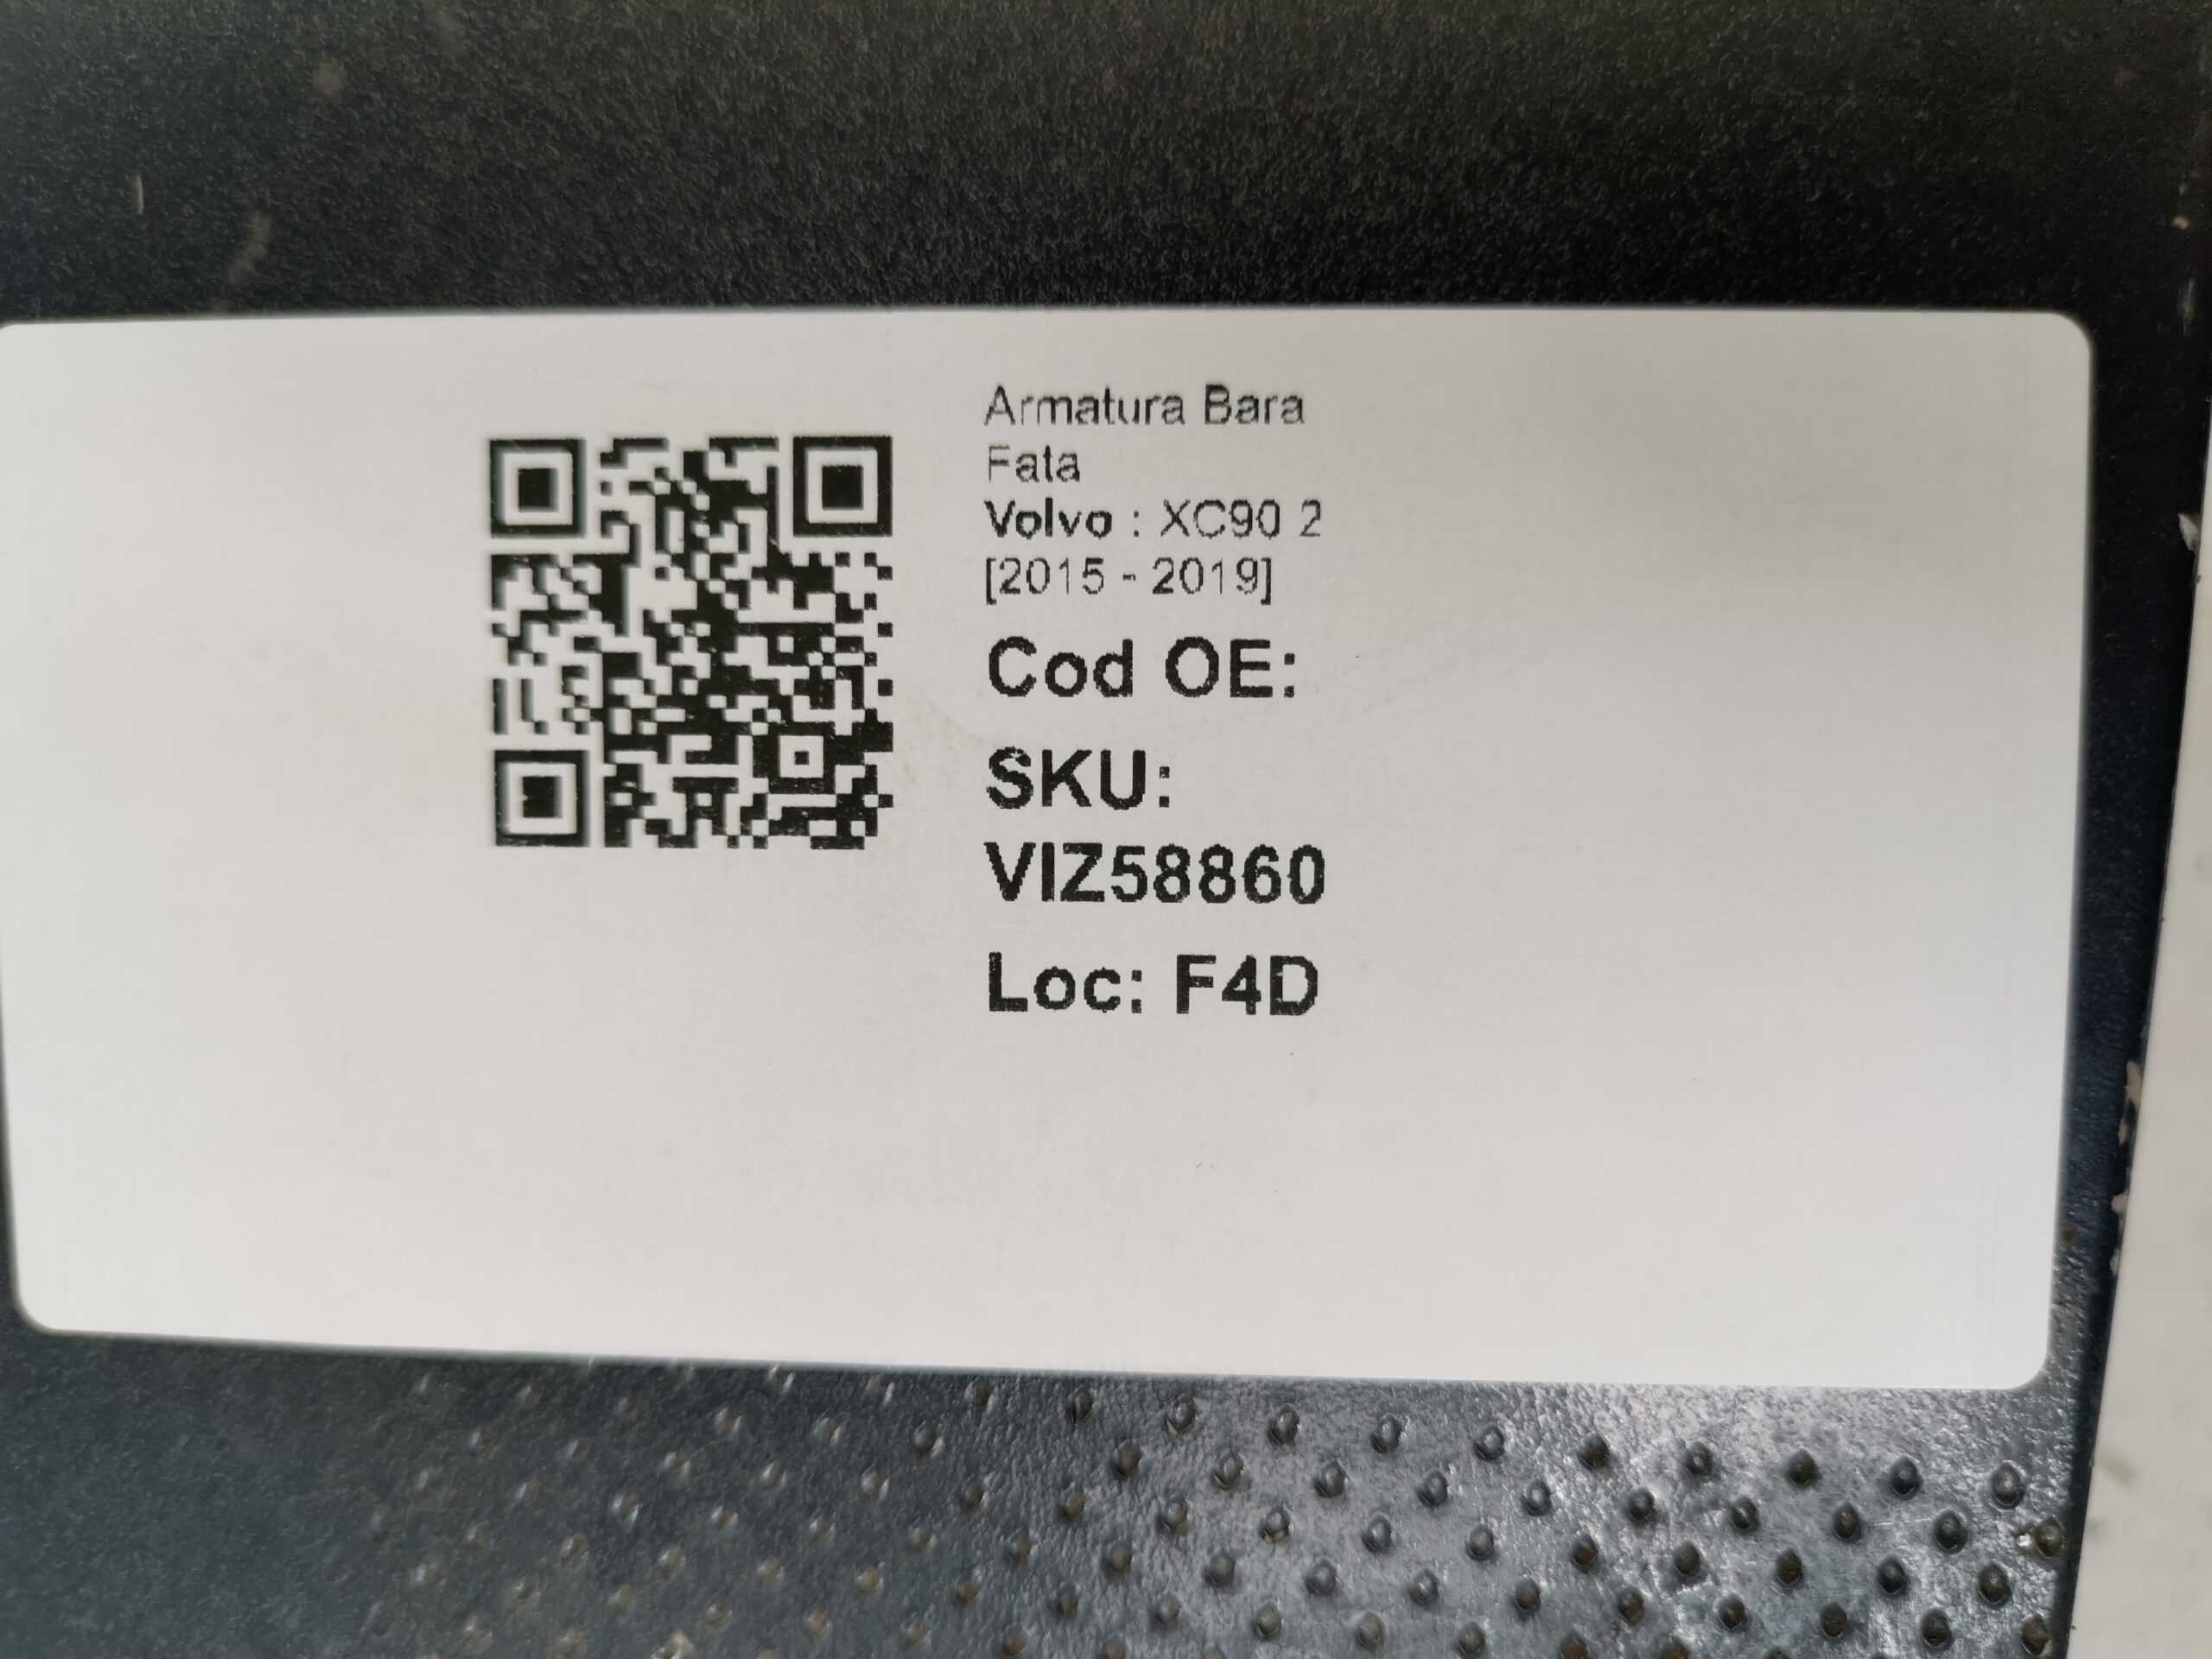 Armatura Bara
Fata
Volvo : XC90 2
[2015 - 2019]
Cod OE:
SKU:
VIZ58860
Loc: F4D